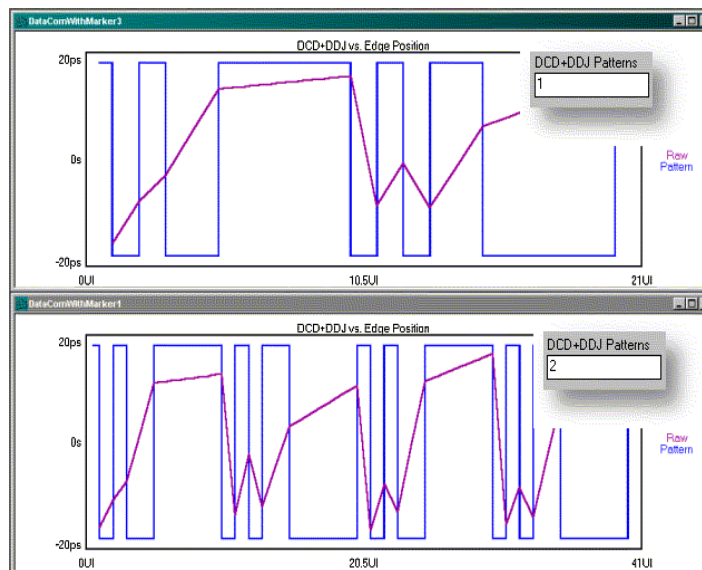 DataComWithMarker3
DCD+DDJ vs. Edge Position
20ps
0s
-20ps
0UI
10.5UI
21UI
DCD+DDJ Patterns
1
Raw
Pattern
DataComWithMarker1
DCD+DDJ vs. Edge Position
20ps
0s
-20ps
0UI
20.5UI
41UI
DCD+DDJ Patterns
2
Raw
Pattern